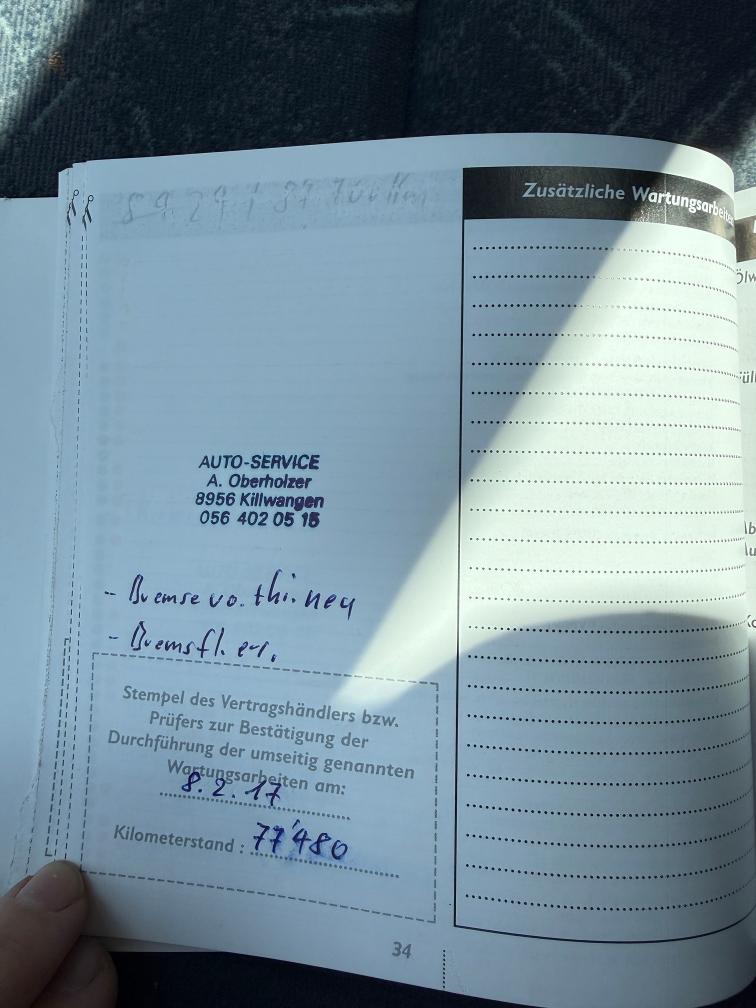 Zusätzliche Wartungsarbeiten
AUTO-SERVICE
A. Oberholzer
8956 Killwangen
056 402 05 15
- Bremse vo. + hi. neu
- Bremsfl. er.
Stempel des Vertragshändlers bzw.
Prüfers zur Bestätigung der
Durchführung der umseitig genannten
Wartungsarbeiten am:
8.2.17
Kilometerstand: 77'480
34